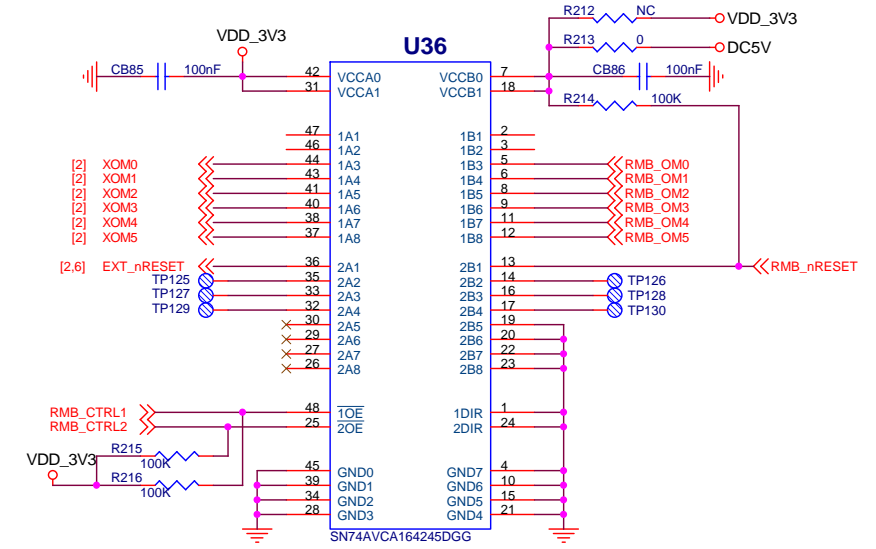 R212 NC VDD_3V3
VDD_3V3 U36 R213 0 DC5V
CB85 100nF 42 VCCA0 VCCB0 7 CB86 100nF
31 VCCA1 VCCB1 18
R214 100K
47 1A1 1B1 2
46 1A2 1B2 3
[2] XOM0 44 1A3 1B3 5 RMB_OM0
[2] XOM1 43 1A4 1B4 6 RMB_OM1
[2] XOM2 41 1A5 1B5 8 RMB_OM2
[2] XOM3 40 1A6 1B6 9 RMB_OM3
[2] XOM4 38 1A7 1B7 11 RMB_OM4
[2] XOM5 37 1A8 1B8 12 RMB_OM5
[2,6] EXT_nRESET 36 2A1 2B1 13 RMB_nRESET
TP125 35 2A2 2B2 14 TP126
TP127 33 2A3 2B3 16 TP128
TP129 32 2A4 2B4 17 TP130
30 2A5 2B5 19
29 2A6 2B6 20
27 2A7 2B7 22
26 2A8 2B8 23
RMB_CTRL1 48 1OE 1DIR 1
RMB_CTRL2 25 2OE 2DIR 24
R215
VDD_3V3 100K
45 GND0 GND7 4
R216 39 GND1 GND6 10
100K
34 GND2 GND5 15
28 GND3 GND4 21
SN74AVCA164245DGG